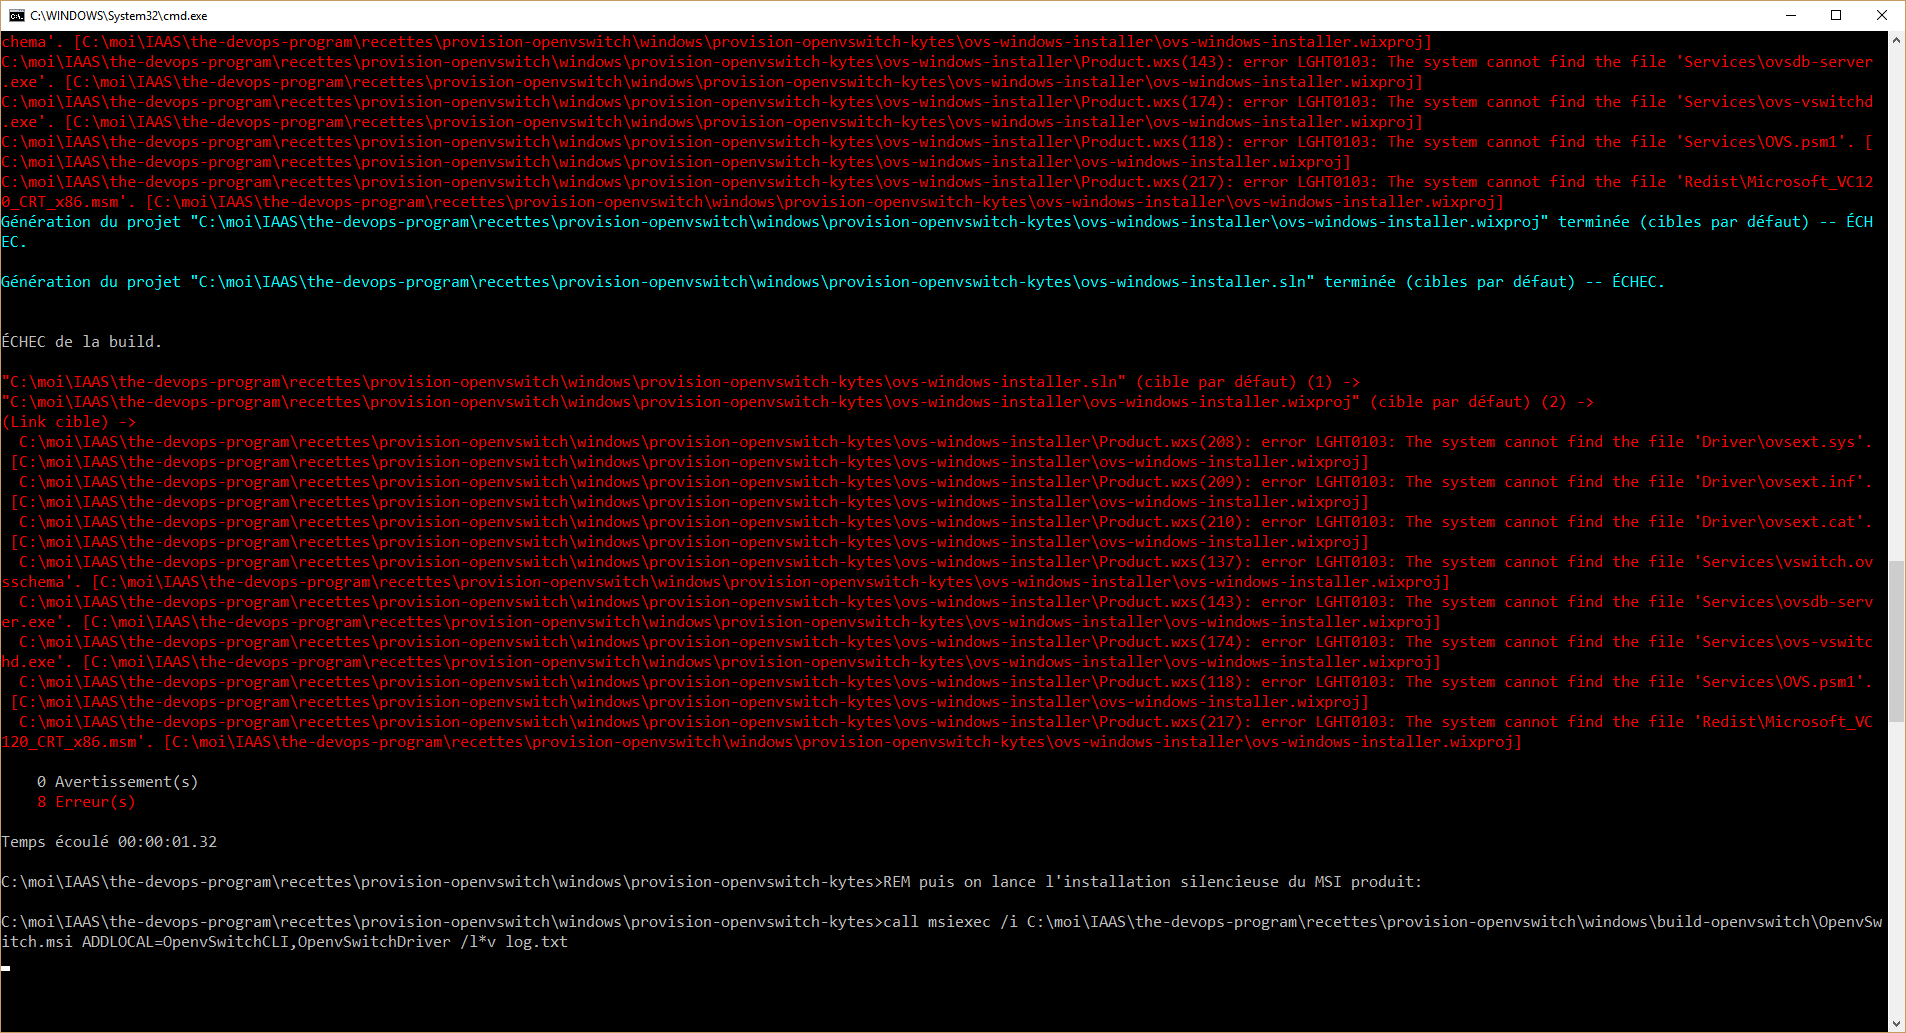 C:\WINDOWS\System32\cmd.exe
chema'. [C:\moi\IAAS\the-devops-program\recettes\provision-openvswitch\windows\provision-openvswitch-kytes\ovs-windows-installer\ovs-windows-installer.wixproj]
C:\moi\IAAS\the-devops-program\recettes\provision-openvswitch\windows\provision-openvswitch-kytes\ovs-windows-installer\Product.wxs(143): error LGHT0103: The system cannot find the file 'Services\ovsdb-server
.exe'. [C:\moi\IAAS\the-devops-program\recettes\provision-openvswitch\windows\provision-openvswitch-kytes\ovs-windows-installer\ovs-windows-installer.wixproj]
C:\moi\IAAS\the-devops-program\recettes\provision-openvswitch\windows\provision-openvswitch-kytes\ovs-windows-installer\Product.wxs(174): error LGHT0103: The system cannot find the file 'Services\ovs-vswitchd
.exe'. [C:\moi\IAAS\the-devops-program\recettes\provision-openvswitch\windows\provision-openvswitch-kytes\ovs-windows-installer\ovs-windows-installer.wixproj]
C:\moi\IAAS\the-devops-program\recettes\provision-openvswitch\windows\provision-openvswitch-kytes\ovs-windows-installer\Product.wxs(118): error LGHT0103: The system cannot find the file 'Services\OVS.psm1'. [
C:\moi\IAAS\the-devops-program\recettes\provision-openvswitch\windows\provision-openvswitch-kytes\ovs-windows-installer\ovs-windows-installer.wixproj]
C:\moi\IAAS\the-devops-program\recettes\provision-openvswitch\windows\provision-openvswitch-kytes\ovs-windows-installer\Product.wxs(217): error LGHT0103: The system cannot find the file 'Redist\Microsoft_VC12
0_CRT_x86.msm'. [C:\moi\IAAS\the-devops-program\recettes\provision-openvswitch\windows\provision-openvswitch-kytes\ovs-windows-installer\ovs-windows-installer.wixproj]
Génération du projet "C:\moi\IAAS\the-devops-program\recettes\provision-openvswitch\windows\provision-openvswitch-kytes\ovs-windows-installer\ovs-windows-installer.wixproj" terminée (cibles par défaut) -- ÉCH
EC.
Génération du projet "C:\moi\IAAS\the-devops-program\recettes\provision-openvswitch\windows\provision-openvswitch-kytes\ovs-windows-installer.sln" terminée (cibles par défaut) -- ÉCHEC.
ÉCHEC de la build.
"C:\moi\IAAS\the-devops-program\recettes\provision-openvswitch\windows\provision-openvswitch-kytes\ovs-windows-installer.sln" (cible par défaut) (1) ->
"C:\moi\IAAS\the-devops-program\recettes\provision-openvswitch\windows\provision-openvswitch-kytes\ovs-windows-installer\ovs-windows-installer.wixproj" (cible par défaut) (2) ->
(Link cible) ->
C:\moi\IAAS\the-devops-program\recettes\provision-openvswitch\windows\provision-openvswitch-kytes\ovs-windows-installer\Product.wxs(208): error LGHT0103: The system cannot find the file 'Driver\ovsext.sys'.
[C:\moi\IAAS\the-devops-program\recettes\provision-openvswitch\windows\provision-openvswitch-kytes\ovs-windows-installer\ovs-windows-installer.wixproj]
C:\moi\IAAS\the-devops-program\recettes\provision-openvswitch\windows\provision-openvswitch-kytes\ovs-windows-installer\Product.wxs(209): error LGHT0103: The system cannot find the file 'Driver\ovsext.inf'.
[C:\moi\IAAS\the-devops-program\recettes\provision-openvswitch\windows\provision-openvswitch-kytes\ovs-windows-installer\ovs-windows-installer.wixproj]
C:\moi\IAAS\the-devops-program\recettes\provision-openvswitch\windows\provision-openvswitch-kytes\ovs-windows-installer\Product.wxs(210): error LGHT0103: The system cannot find the file 'Driver\ovsext.cat'.
[C:\moi\IAAS\the-devops-program\recettes\provision-openvswitch\windows\provision-openvswitch-kytes\ovs-windows-installer\ovs-windows-installer.wixproj]
C:\moi\IAAS\the-devops-program\recettes\provision-openvswitch\windows\provision-openvswitch-kytes\ovs-windows-installer\Product.wxs(137): error LGHT0103: The system cannot find the file 'Services\vswitch.ov
sschema'. [C:\moi\IAAS\the-devops-program\recettes\provision-openvswitch\windows\provision-openvswitch-kytes\ovs-windows-installer\ovs-windows-installer.wixproj]
C:\moi\IAAS\the-devops-program\recettes\provision-openvswitch\windows\provision-openvswitch-kytes\ovs-windows-installer\Product.wxs(143): error LGHT0103: The system cannot find the file 'Services\ovsdb-serv
er.exe'. [C:\moi\IAAS\the-devops-program\recettes\provision-openvswitch\windows\provision-openvswitch-kytes\ovs-windows-installer\ovs-windows-installer.wixproj]
C:\moi\IAAS\the-devops-program\recettes\provision-openvswitch\windows\provision-openvswitch-kytes\ovs-windows-installer\Product.wxs(174): error LGHT0103: The system cannot find the file 'Services\ovs-vswitc
hd.exe'. [C:\moi\IAAS\the-devops-program\recettes\provision-openvswitch\windows\provision-openvswitch-kytes\ovs-windows-installer\ovs-windows-installer.wixproj]
C:\moi\IAAS\the-devops-program\recettes\provision-openvswitch\windows\provision-openvswitch-kytes\ovs-windows-installer\Product.wxs(118): error LGHT0103: The system cannot find the file 'Services\OVS.psm1'.
[C:\moi\IAAS\the-devops-program\recettes\provision-openvswitch\windows\provision-openvswitch-kytes\ovs-windows-installer\ovs-windows-installer.wixproj]
C:\moi\IAAS\the-devops-program\recettes\provision-openvswitch\windows\provision-openvswitch-kytes\ovs-windows-installer\Product.wxs(217): error LGHT0103: The system cannot find the file 'Redist\Microsoft_VC
120_CRT_x86.msm'. [C:\moi\IAAS\the-devops-program\recettes\provision-openvswitch\windows\provision-openvswitch-kytes\ovs-windows-installer\ovs-windows-installer.wixproj]
0 Avertissement(s)
8 Erreur(s)
Temps écoulé 00:00:01.32
C:\moi\IAAS\the-devops-program\recettes\provision-openvswitch\windows\provision-openvswitch-kytes>REM puis on lance l'installation silencieuse du MSI produit:
C:\moi\IAAS\the-devops-program\recettes\provision-openvswitch\windows\provision-openvswitch-kytes>call msiexec /i C:\moi\IAAS\the-devops-program\recettes\provision-openvswitch\windows\build-openvswitch\OpenvSw
itch.msi ADDLOCAL=OpenvSwitchCLI,OpenvSwitchDriver /l*v log.txt